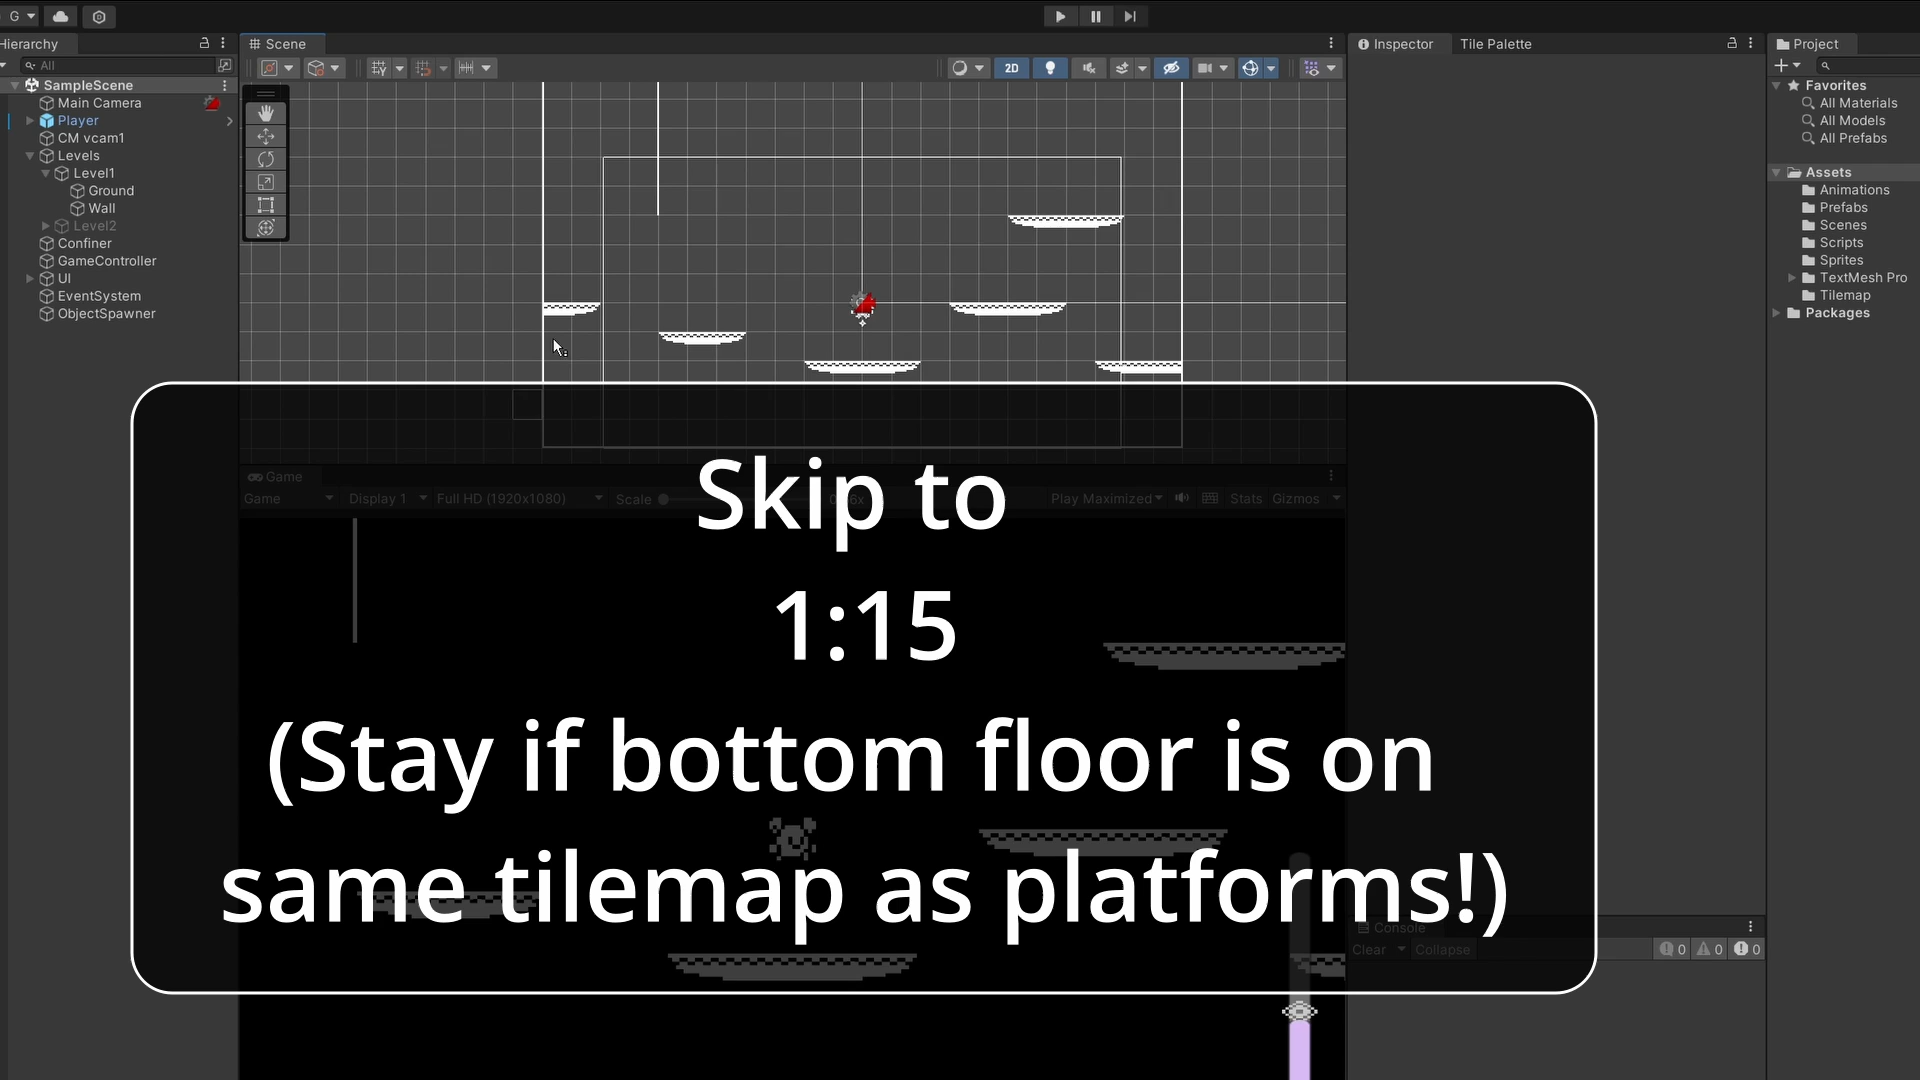 G
Hierarchy
Scene
Inspector
Tile Palette
Project
All
2D
SampleScene
Main Camera
Player
CM vcam1
Levels
Level1
Ground
Wall
Level2
Confiner
GameController
UI
EventSystem
ObjectSpawner
Favorites
All Materials
All Models
All Prefabs
Assets
Animations
Prefabs
Scenes
Scripts
Sprites
TextMesh Pro
Tilemap
Packages
Game
Game
Display 1
Full HD (1920x1080)
Scale
Play Maximized
Stats
Gizmos
Skip to
1:15
(Stay if bottom floor is on
same tilemap as platforms!)
Console
Clear
Collapse
0
0
0